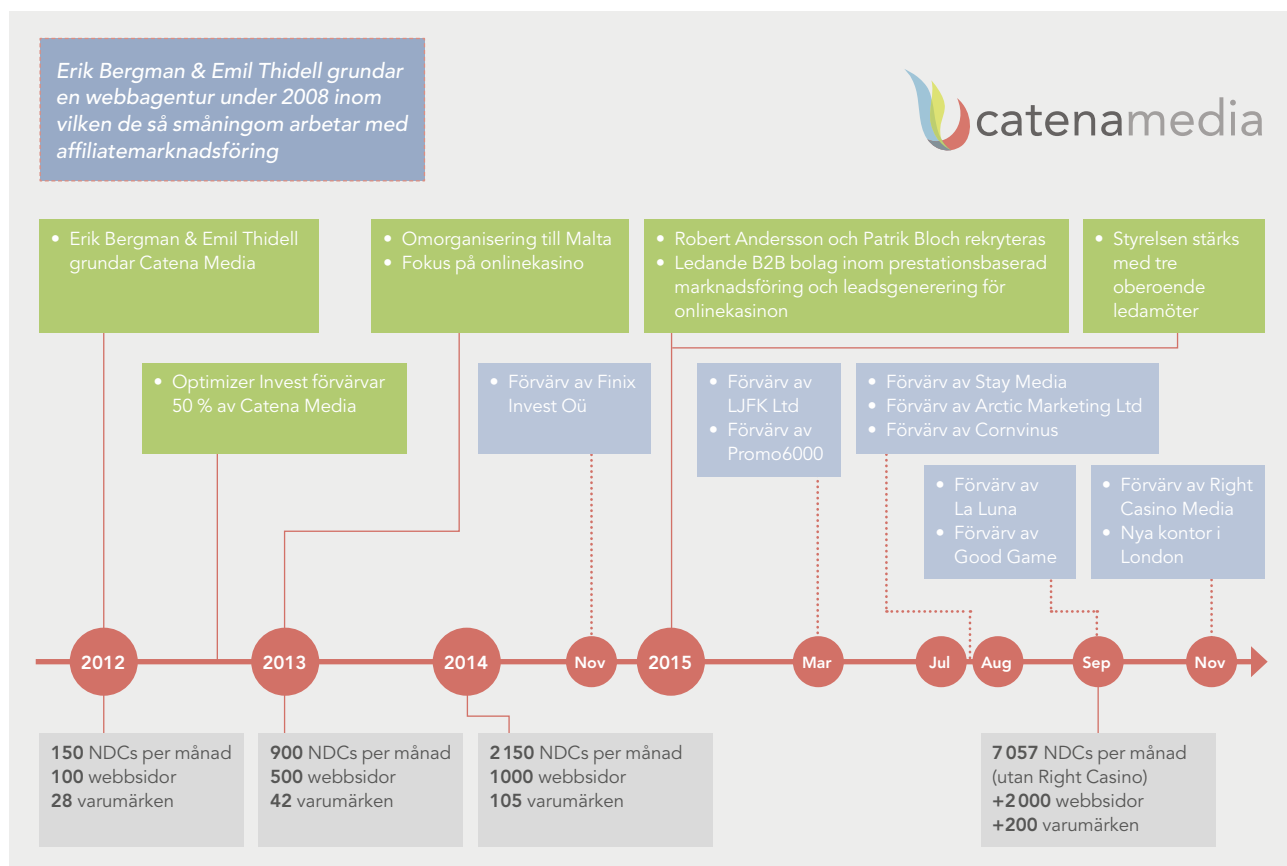 Erik Bergman & Emil Thidell grundar
en webbagentur under 2008 inom
vilken de så småningom arbetar med
affiliatemarknadsföring
catenamedia
• Erik Bergman & Emil Thidell
grundar Catena Media
• Omorganisering till Malta
• Fokus på onlinekasino
• Robert Andersson och Patrik Bloch rekryteras
• Ledande B2B bolag inom prestationsbaserad
marknadsföring och leadsgenerering för
onlinekasinon
• Styrelsen stärks
med tre
oberoende
ledamöter
• Optimizer Invest förvärvar
50 % av Catena Media
• Förvärv av Finix
Invest Oü
• Förvärv av
LJFK Ltd
• Förvärv av
Promo6000
• Förvärv av Stay Media
• Förvärv av Arctic Marketing Ltd
• Förvärv av Cornvinus
• Förvärv av
La Luna
• Förvärv av
Good Game
• Förvärv av Right
Casino Media
• Nya kontor i
London
2012
2013
2014
Nov
2015
Mar
Jul
Aug
Sep
Nov
150 NDCs per månad
100 webbsidor
28 varumärken
900 NDCs per månad
500 webbsidor
42 varumärken
2 150 NDCs per månad
1000 webbsidor
105 varumärken
7 057 NDCs per månad
(utan Right Casino)
+2 000 webbsidor
+200 varumärken